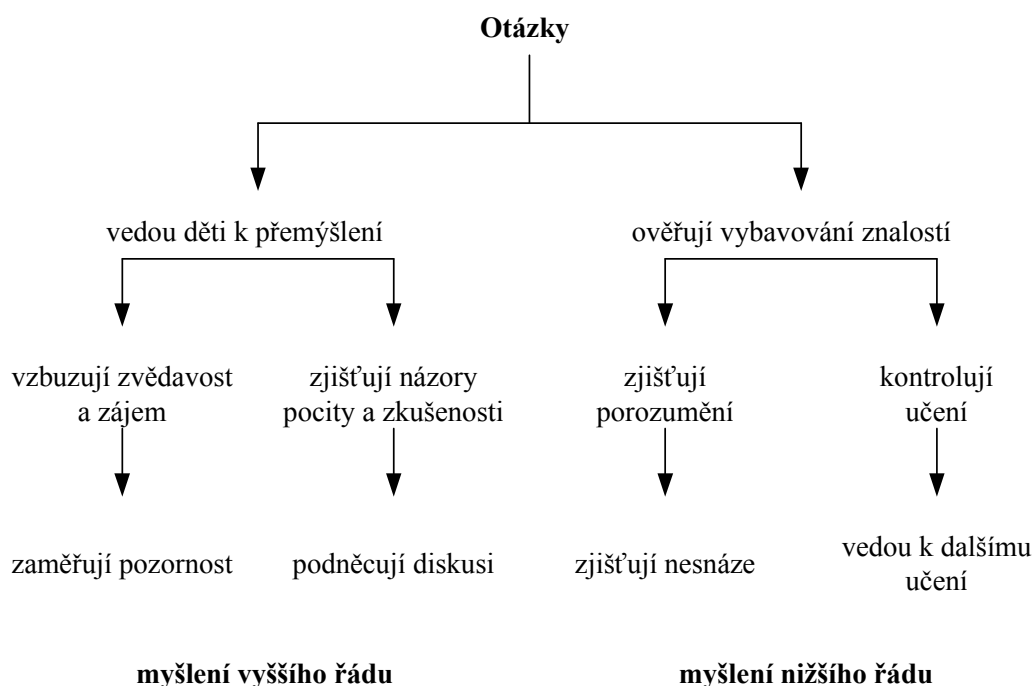 Otázky
vedou děti k přemýšlení
ověřují vybavování znalostí
vzbuzují zvědavost
a zájem
zjišťují názory
pocity a zkušenosti
zjišťují
porozumění
kontrolují
učení
zaměřují pozornost
podněcují diskusi
zjišťují nesnáze
vedou k dalšímu
učení
myšlení vyššího řádu
myšlení nižšího řádu